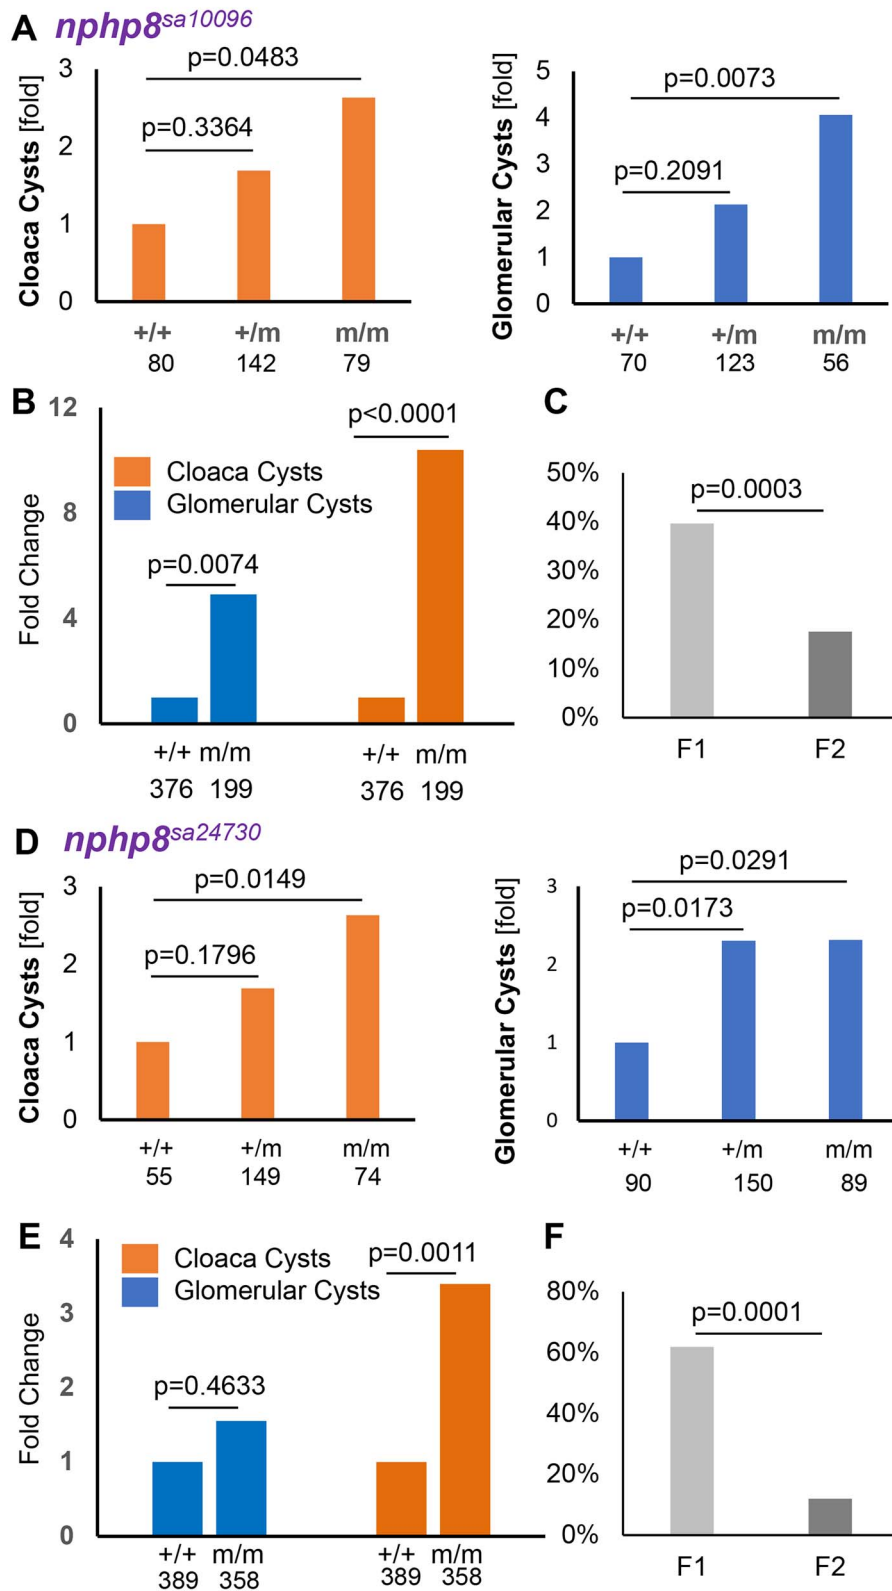 A nphp8sa10096
Cloaca Cysts [fold]
3
2
1
0
p=0.0483
p=0.3364
+/+ +/m m/m
80 142 79
Glomerular Cysts [fold]
5
4
3
2
1
0
p=0.0073
p=0.2091
+/+ +/m m/m
70 123 56
B
Fold Change
12
8
4
0
Cloaca Cysts
Glomerular Cysts
p=0.0074
p<0.0001
+/+ m/m +/+ m/m
376 199 376 199
C
50%
40%
30%
20%
10%
0%
p=0.0003
F1 F2
D nphp8sa24730
Cloaca Cysts [fold]
3
2
1
0
p=0.0149
p=0.1796
+/+ +/m m/m
55 149 74
Glomerular Cysts [fold]
3
2
1
0
p=0.0291
p=0.0173
+/+ +/m m/m
90 150 89
E
Fold Change
4
3
2
1
0
Cloaca Cysts
Glomerular Cysts
p=0.0011
p=0.4633
+/+ m/m +/+ m/m
389 358 389 358
F
80%
60%
40%
20%
0%
p=0.0001
F1 F2